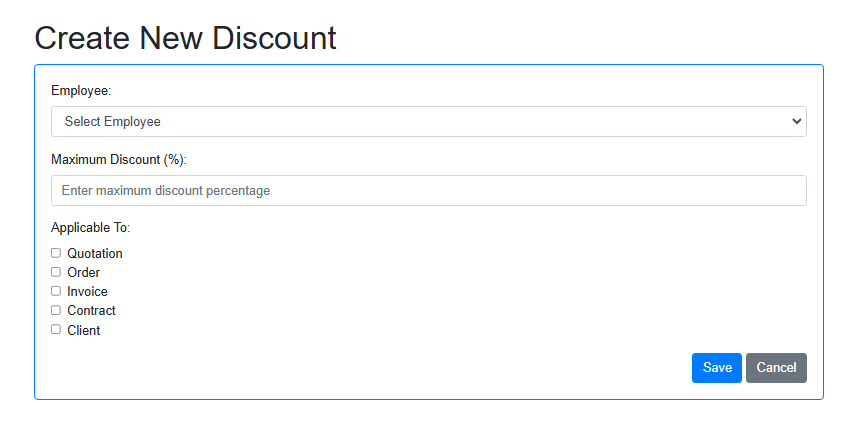 Create New Discount
Employee:
Select Employee
Maximum Discount (%):
Enter maximum discount percentage
Applicable To:
Quotation
Order
Invoice
Contract
Client
Save Cancel